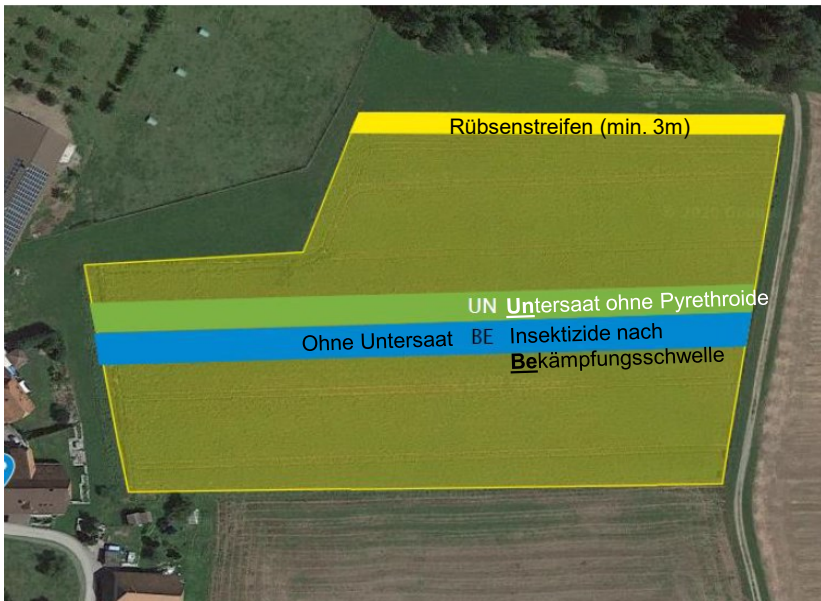 Rübsenstreifen (min. 3m)
UN Untersaat ohne Pyrethroide
Ohne Untersaat BE Insektizide nach
Bekämpfungsschwelle